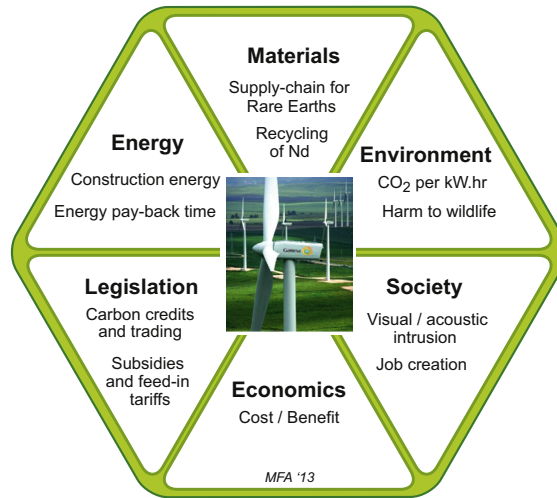 Materials
Supply-chain for
Rare Earths
Recycling
of Nd
Energy
Construction energy
Energy pay-back time
Environment
CO₂ per kW.hr
Harm to wildlife
Legislation
Carbon credits
and trading
Subsidies
and feed-in
tariffs
Society
Visual / acoustic
intrusion
Job creation
Economics
Cost / Benefit
MFA ‘13
Gamesa